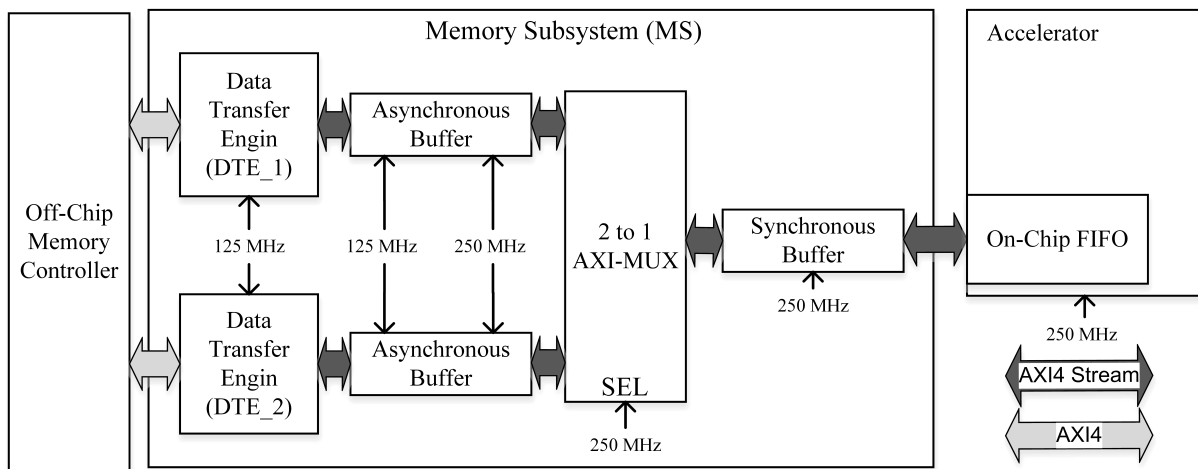 Memory Subsystem (MS)
Accelerator
Off-Chip
Memory
Controller
Data
Transfer
Engin
(DTE_1)
Asynchronous
Buffer
125 MHz
125 MHz
250 MHz
2 to 1
AXI-MUX
SEL
250 MHz
Synchronous
Buffer
250 MHz
On-Chip FIFO
250 MHz
Data
Transfer
Engin
(DTE_2)
Asynchronous
Buffer
AXI4 Stream
AXI4